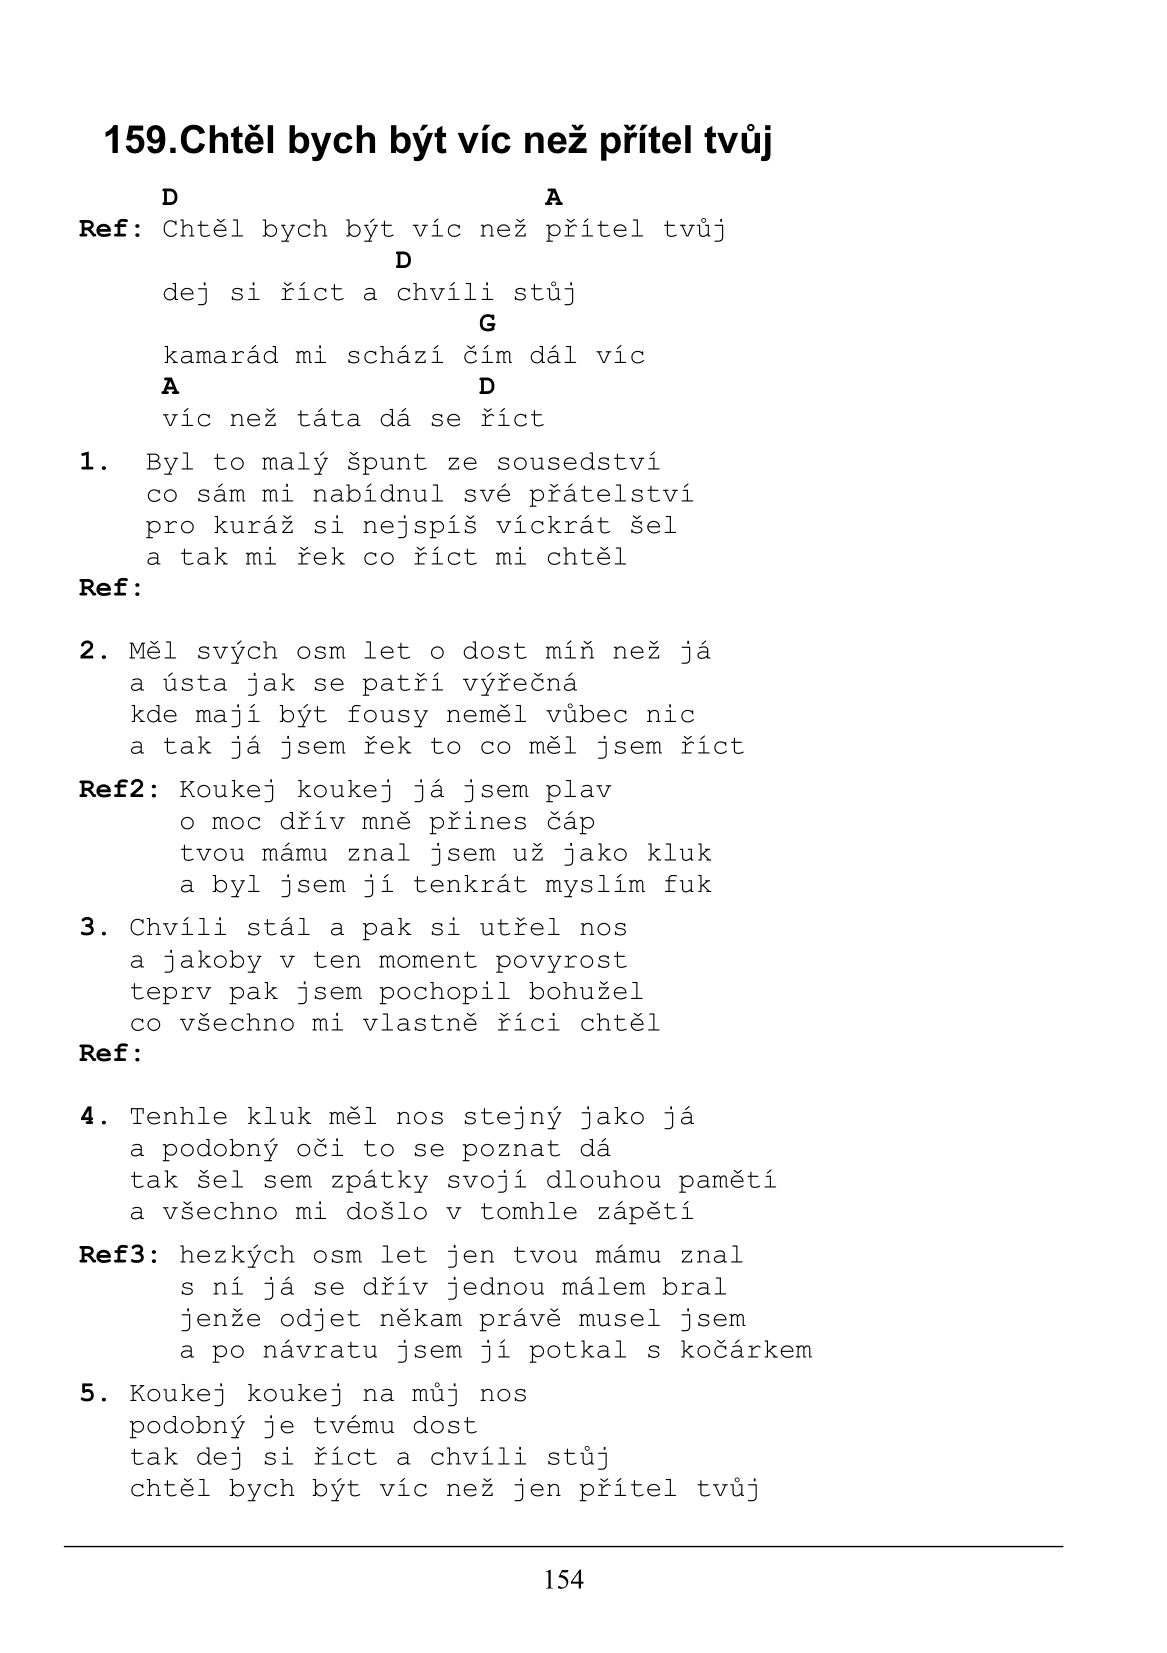 159.Chtěl bych být víc než přítel tvůj
D A
Ref: Chtěl bych být víc než přítel tvůj
D
dej si říct a chvíli stůj
G
kamarád mi schází čím dál víc
A D
víc než táta dá se říct
1. Byl to malý špunt ze sousedství
co sám mi nabídnul své přátelství
pro kuráž si nejspíš víckrát šel
a tak mi řek co říct mi chtěl
Ref:
2. Měl svých osm let o dost míň než já
a ústa jak se patří výřečná
kde mají být fousy neměl vůbec nic
a tak já jsem řek to co měl jsem říct
Ref2: Koukej koukej já jsem plav
o moc dřív mně přines čáp
tvou mámu znal jsem už jako kluk
a byl jsem jí tenkrát myslím fuk
3. Chvíli stál a pak si utřel nos
a jakoby v ten moment povyrost
teprv pak jsem pochopil bohužel
co všechno mi vlastně říci chtěl
Ref:
4. Tenhle kluk měl nos stejný jako já
a podobný oči to se poznat dá
tak šel sem zpátky svojí dlouhou pamětí
a všechno mi došlo v tomhle zápětí
Ref3: hezkých osm let jen tvou mámu znal
s ní já se dřív jednou málem bral
jenže odjet někam právě musel jsem
a po návratu jsem jí potkal s kočárkem
5. Koukej koukej na můj nos
podobný je tvému dost
tak dej si říct a chvíli stůj
chtěl bych být víc než jen přítel tvůj
154